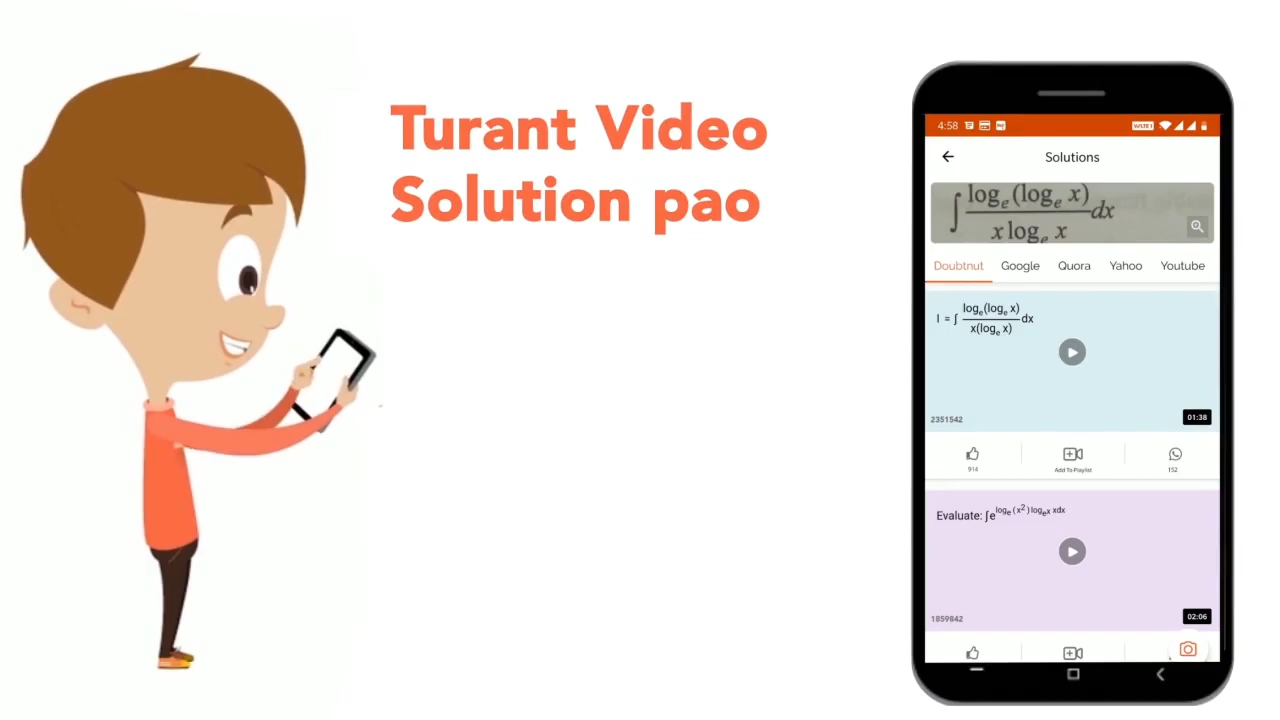 Turant Video
Solution pao
4:58
VoLTE1
Solutions
∫ logₑ(logₑ x) / x logₑ x dx
Doubtnut Google Quora Yahoo Youtube
I = ∫ logₑ(logₑ x) / x(logₑ x) dx
2351542 01:38
914 Add To Playlist 152
Evaluate: ∫e^logₑ(x²)logₑx xdx
1859842 02:06